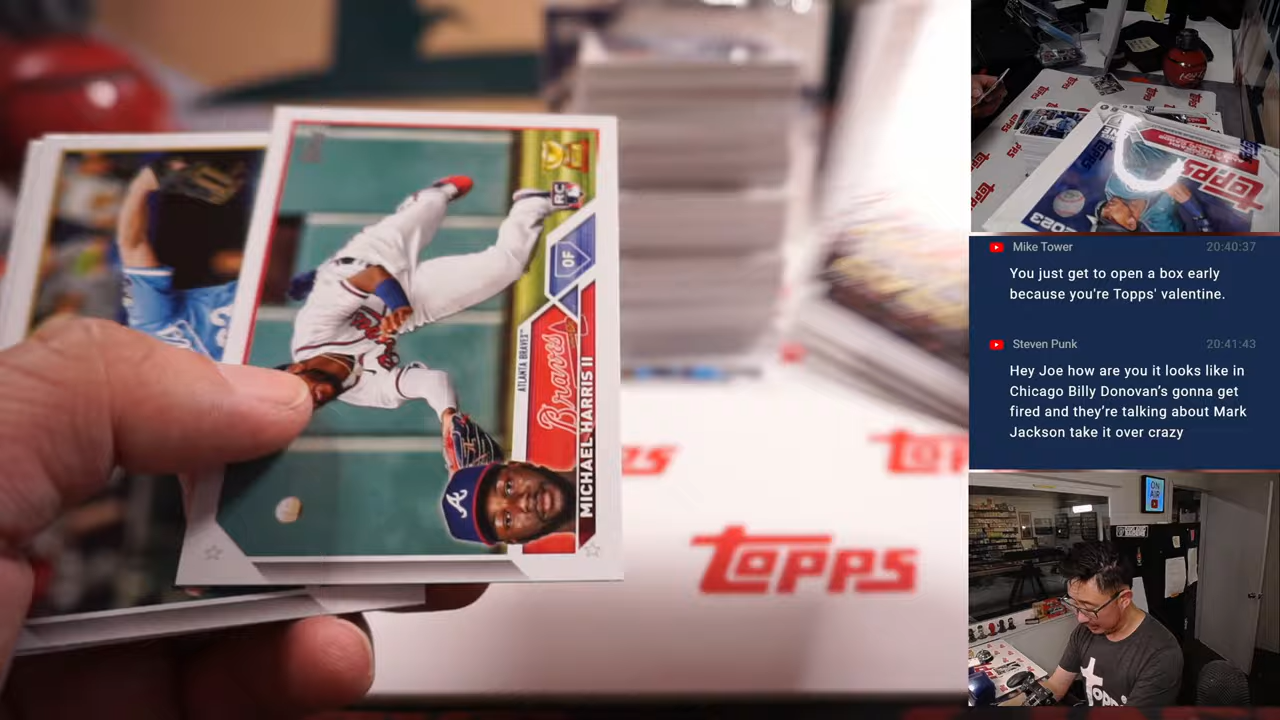 RC
OF
ATLANTA BRAVES™
Braves
MICHAEL HARRIS II
A
topps
topps
2023
Mike Tower 20:40:37
You just get to open a box early
because you're Topps' valentine.
Steven Punk 20:41:43
Hey Joe how are you it looks like in
Chicago Billy Donovan's gonna get
fired and they're talking about Mark
Jackson take it over crazy
ON
AIR